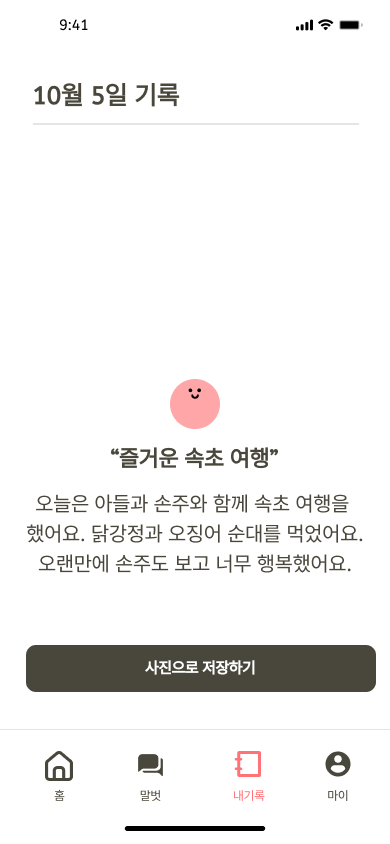 9:41
10월 5일 기록
“즐거운 속초 여행”
오늘은 아들과 손주와 함께 속초 여행을
했어요. 닭강정과 오징어 순대를 먹었어요.
오랜만에 손주도 보고 너무 행복했어요.
사진으로 저장하기
홈
말벗
내기록
마이